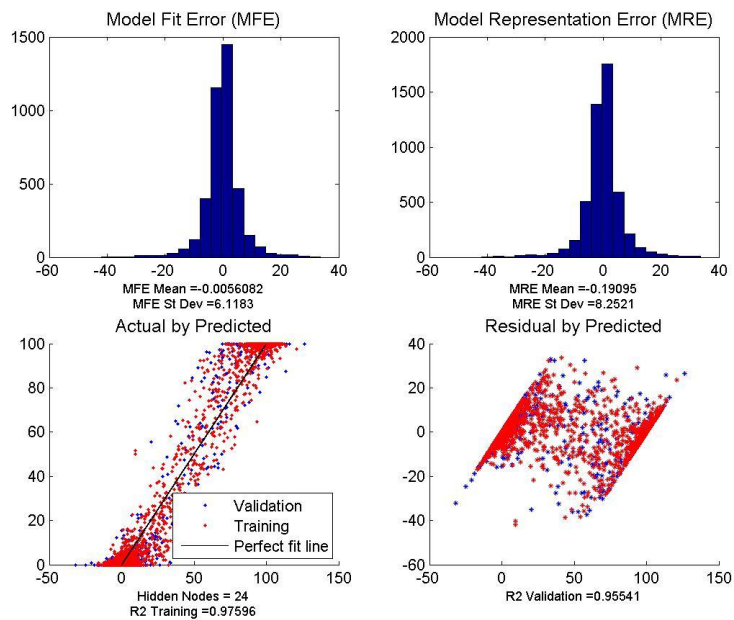 Model Fit Error (MFE)
1500
1000
500
0
-60 -40 -20 0 20 40
MFE Mean =-0.0056082
MFE St Dev =6.1183
Model Representation Error (MRE)
2000
1500
1000
500
0
-60 -40 -20 0 20 40
MRE Mean =-0.19095
MRE St Dev =8.2521
Actual by Predicted
100
80
60
40
20
0
Validation
Training
Perfect fit line
-50 0 50 100 150
Hidden Nodes = 24
R2 Training =0.97596
Residual by Predicted
40
20
0
-20
-40
-60
-50 0 50 100 150
R2 Validation =0.95541